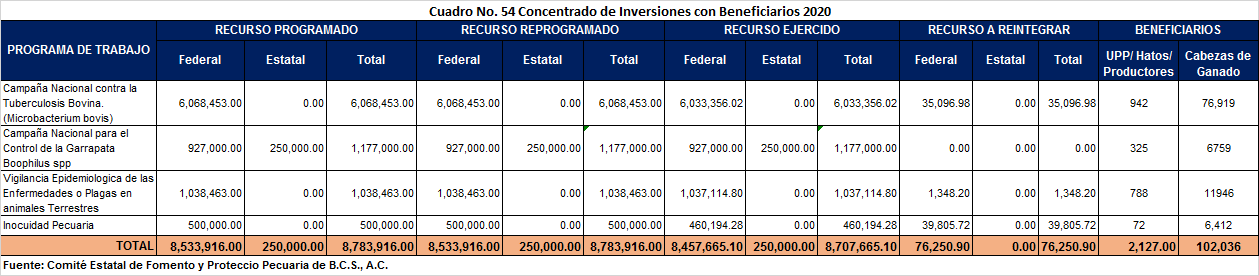 Cuadro No. 54 Concentrado de Inversiones con Beneficiarios 2020
PROGRAMA DE TRABAJO RECURSO PROGRAMADO RECURSO REPROGRAMADO RECURSO EJERCIDO RECURSO A REINTEGRAR BENEFICIARIOS
Federal Estatal Total Federal Estatal Total Federal Estatal Total Federal Estatal Total UPP/ Hatos/ Productores Cabezas de Ganado
Campaña Nacional contra la
Tuberculosis Bovina.
(Microbacterium bovis)
6,068,453.00 0.00 6,068,453.00 6,068,453.00 0.00 6,068,453.00 6,033,356.02 0.00 6,033,356.02 35,096.98 0.00 35,096.98 942 76,919
Campaña Nacional para el
Control de la Garrapata
Boophilus spp
927,000.00 250,000.00 1,177,000.00 927,000.00 250,000.00 1,177,000.00 927,000.00 250,000.00 1,177,000.00 0.00 0.00 0.00 325 6759
Vigilancia Epidemiologica de las
Enfermedades o Plagas en
animales Terrestres
1,038,463.00 0.00 1,038,463.00 1,038,463.00 0.00 1,038,463.00 1,037,114.80 0.00 1,037,114.80 1,348.20 0.00 1,348.20 788 11946
Inocuidad Pecuaria 500,000.00 0.00 500,000.00 500,000.00 0.00 500,000.00 460,194.28 0.00 460,194.28 39,805.72 0.00 39,805.72 72 6,412
TOTAL 8,533,916.00 250,000.00 8,783,916.00 8,533,916.00 250,000.00 8,783,916.00 8,457,665.10 250,000.00 8,707,665.10 76,250.90 0.00 76,250.90 2,127.00 102,036
Fuente: Comité Estatal de Fomento y Proteccio Pecuaria de B.C.S., A.C.